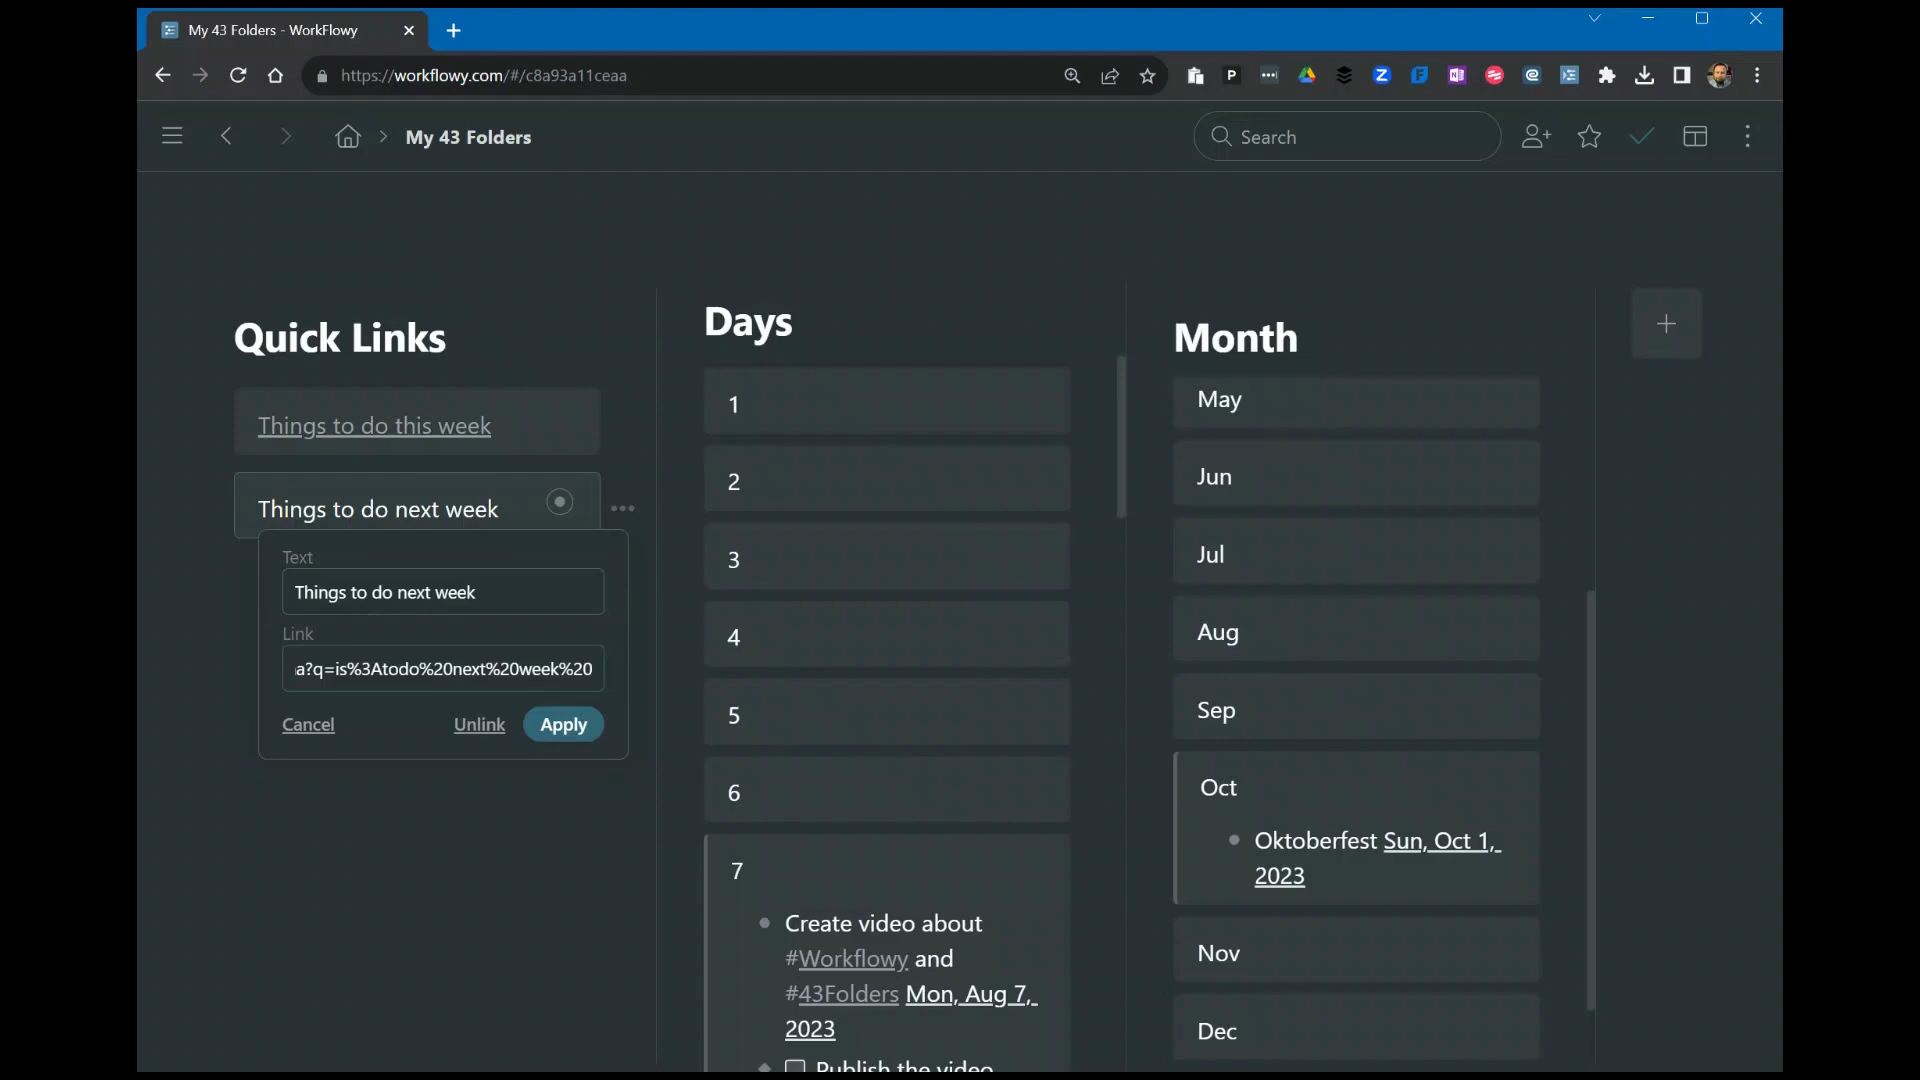 My 43 Folders - WorkFlowy
https://workflowy.com/#/c8a93a11ceaa
My 43 Folders
Search
Quick Links
Things to do this week
Things to do next week
Text
Things to do next week
Link
a?q=is%3Atodo%20next%20week%20
Cancel
Unlink
Apply
Days
1
2
3
4
5
6
7
Create video about
#Workflowy and
#43Folders Mon, Aug 7,
2023
Publish the video
Month
May
Jun
Jul
Aug
Sep
Oct
Oktoberfest Sun, Oct 1,
2023
Nov
Dec